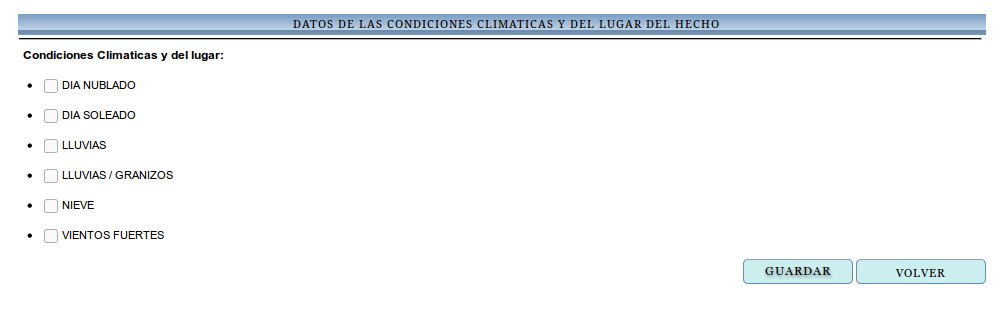 DATOS DE LAS CONDICIONES CLIMATICAS Y DEL LUGAR DEL HECHO
Condiciones Climaticas y del lugar:
DIA NUBLADO
DIA SOLEADO
LLUVIAS
LLUVIAS / GRANIZOS
NIEVE
VIENTOS FUERTES
GUARDAR VOLVER